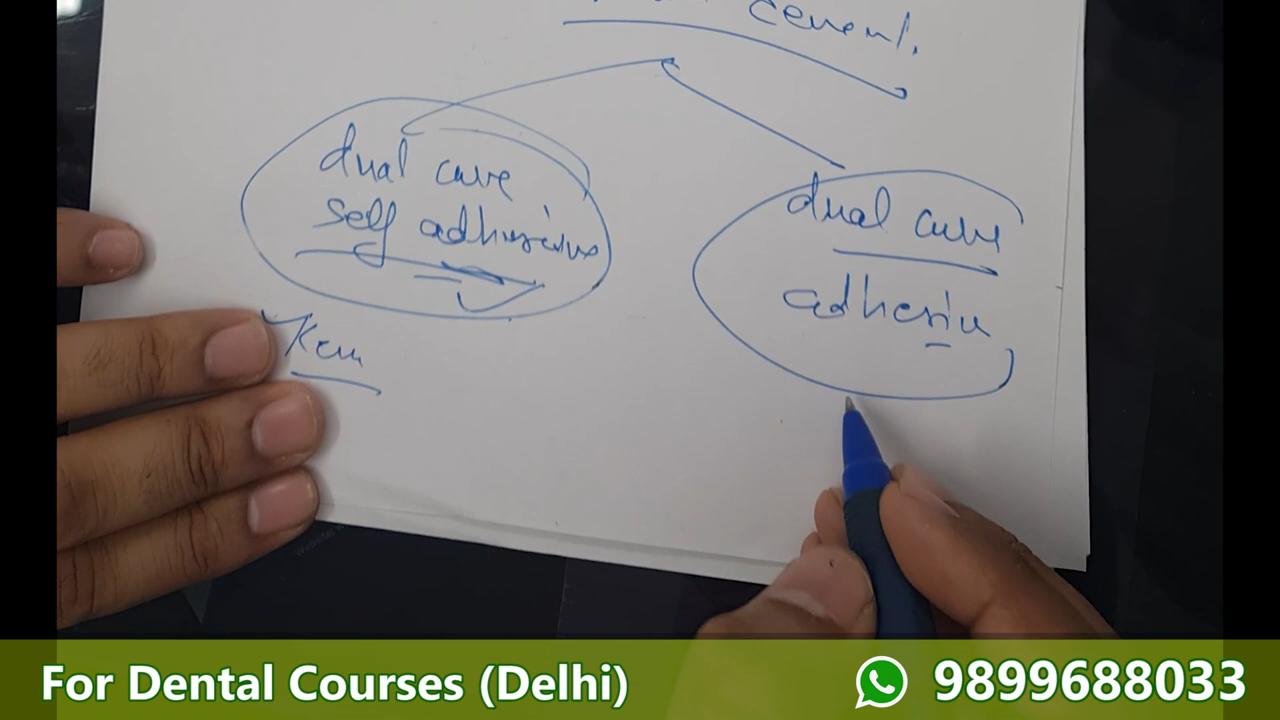 cement.
dual cure
self adhesive
dual cure
adhesive
For Dental Courses (Delhi)
9899688033